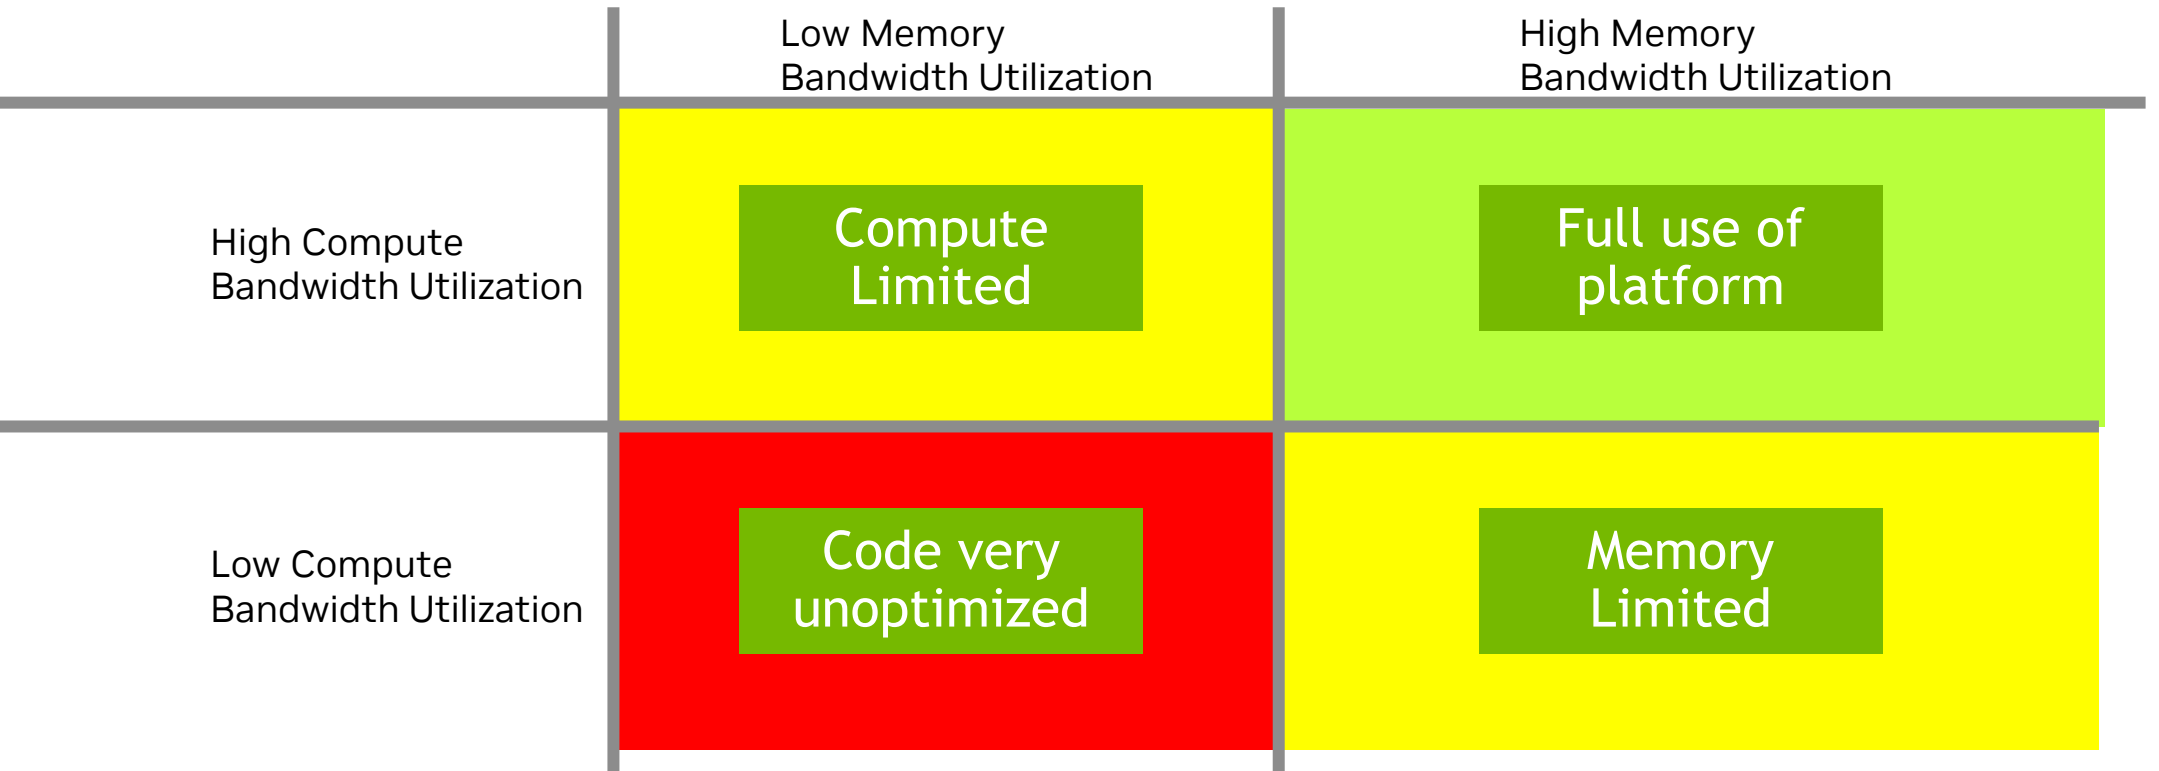 Low Memory
Bandwidth Utilization
High Memory
Bandwidth Utilization
High Compute
Bandwidth Utilization
Compute
Limited
Full use of
platform
Low Compute
Bandwidth Utilization
Code very
unoptimized
Memory
Limited